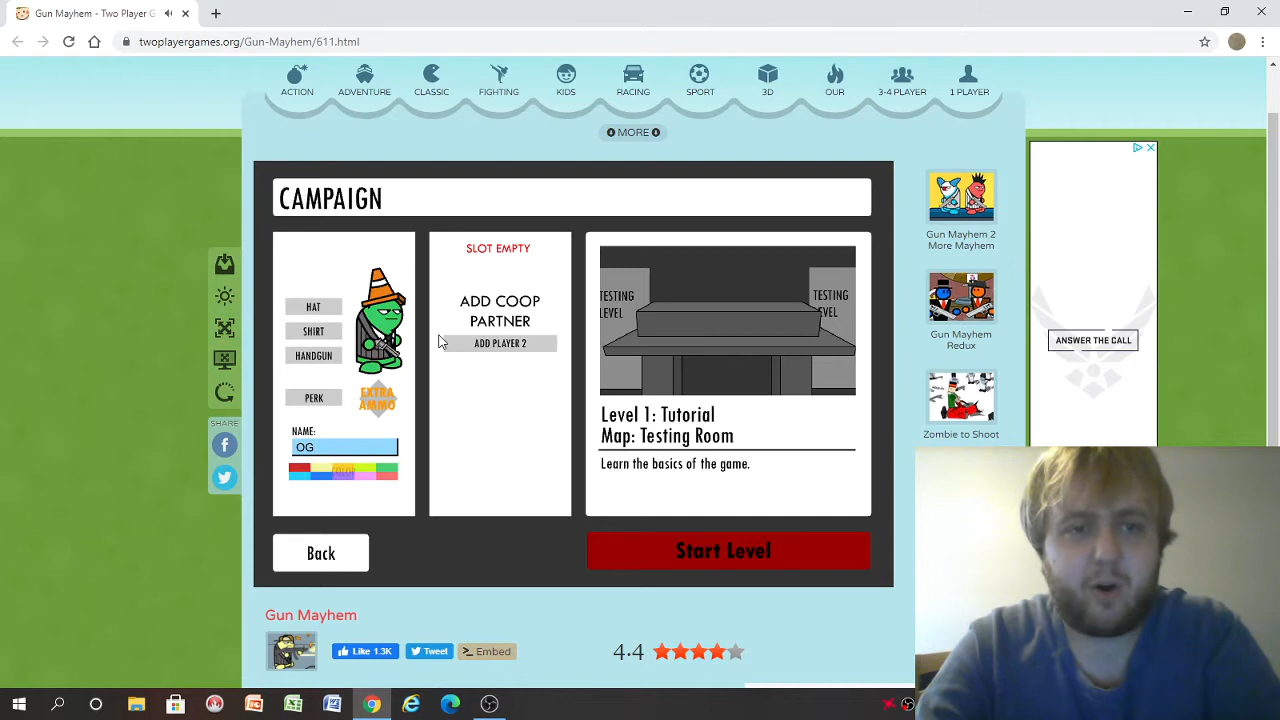 Gun Mayhem - Two Player G
twoplayergames.org/Gun-Mayhem/611.html
ACTION
ADVENTURE
CLASSIC
FIGHTING
KIDS
RACING
SPORT
3D
OUR
3-4 PLAYER
1 PLAYER
MORE
CAMPAIGN
HAT
SHIRT
HANDGUN
PERK
EXTRA
AMMO
NAME:
OG
COLOR
SLOT EMPTY
ADD COOP
PARTNER
ADD PLAYER 2
TESTING
LEVEL
TESTING
LEVEL
Level 1: Tutorial
Map: Testing Room
Learn the basics of the game.
Back
Start Level
SHARE
Gun Mayhem 2
More Mayhem
Gun Mayhem
Redux
Zombie to Shoot
ANSWER THE CALL
Gun Mayhem
Like 1.3K
Tweet
Embed
4.4